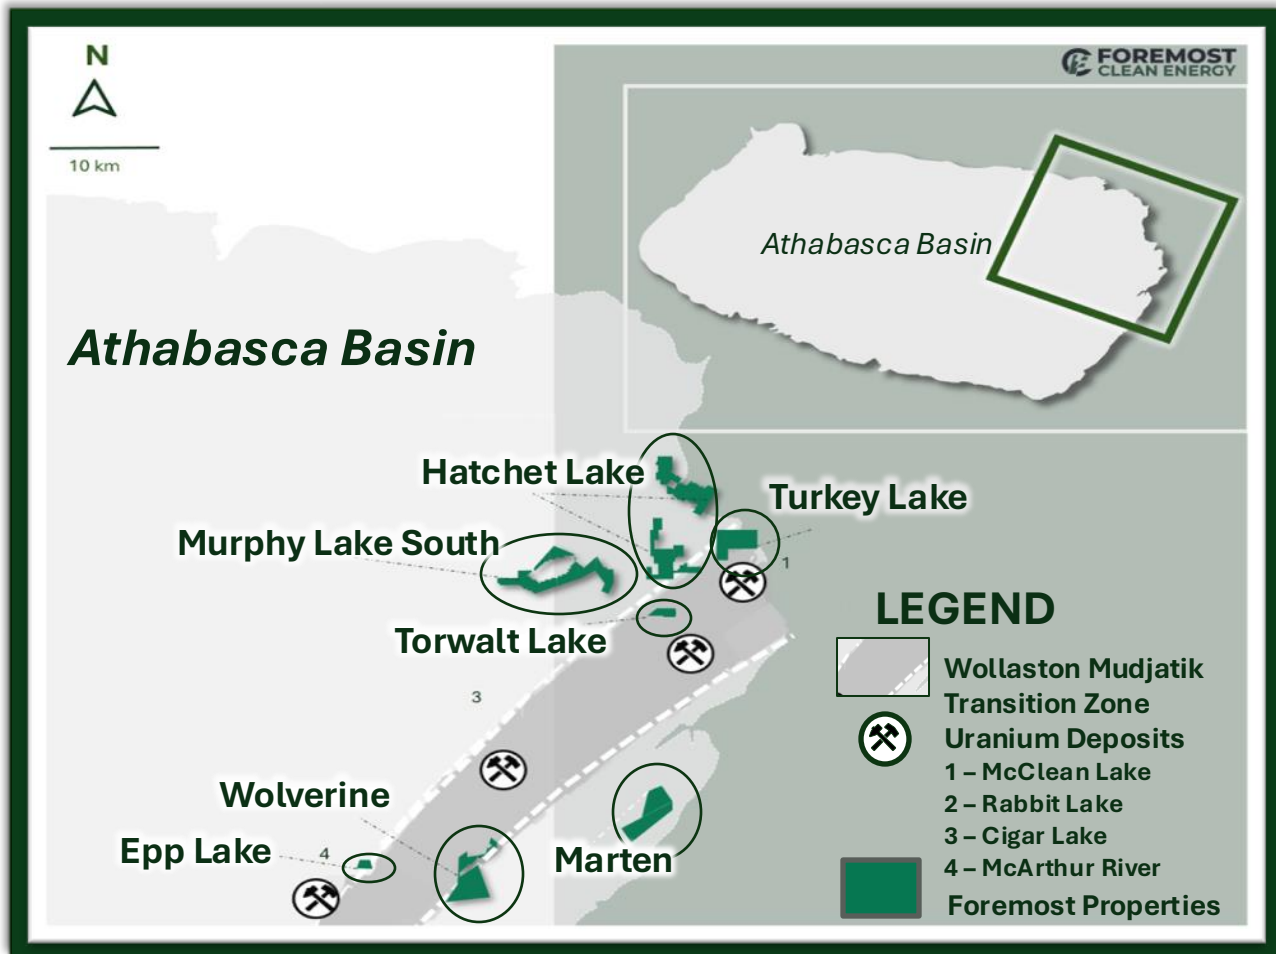 N
10 km
FOREMOST
CLEAN ENERGY
Athabasca Basin
Athabasca Basin
Hatchet Lake
Turkey Lake
Murphy Lake South
1
Torwalt Lake
3
Wolverine
Epp Lake
4
Marten
LEGEND
Wollaston Mudjatik
Transition Zone
Uranium Deposits
1 – McClean Lake
2 – Rabbit Lake
3 – Cigar Lake
4 – McArthur River
Foremost Properties